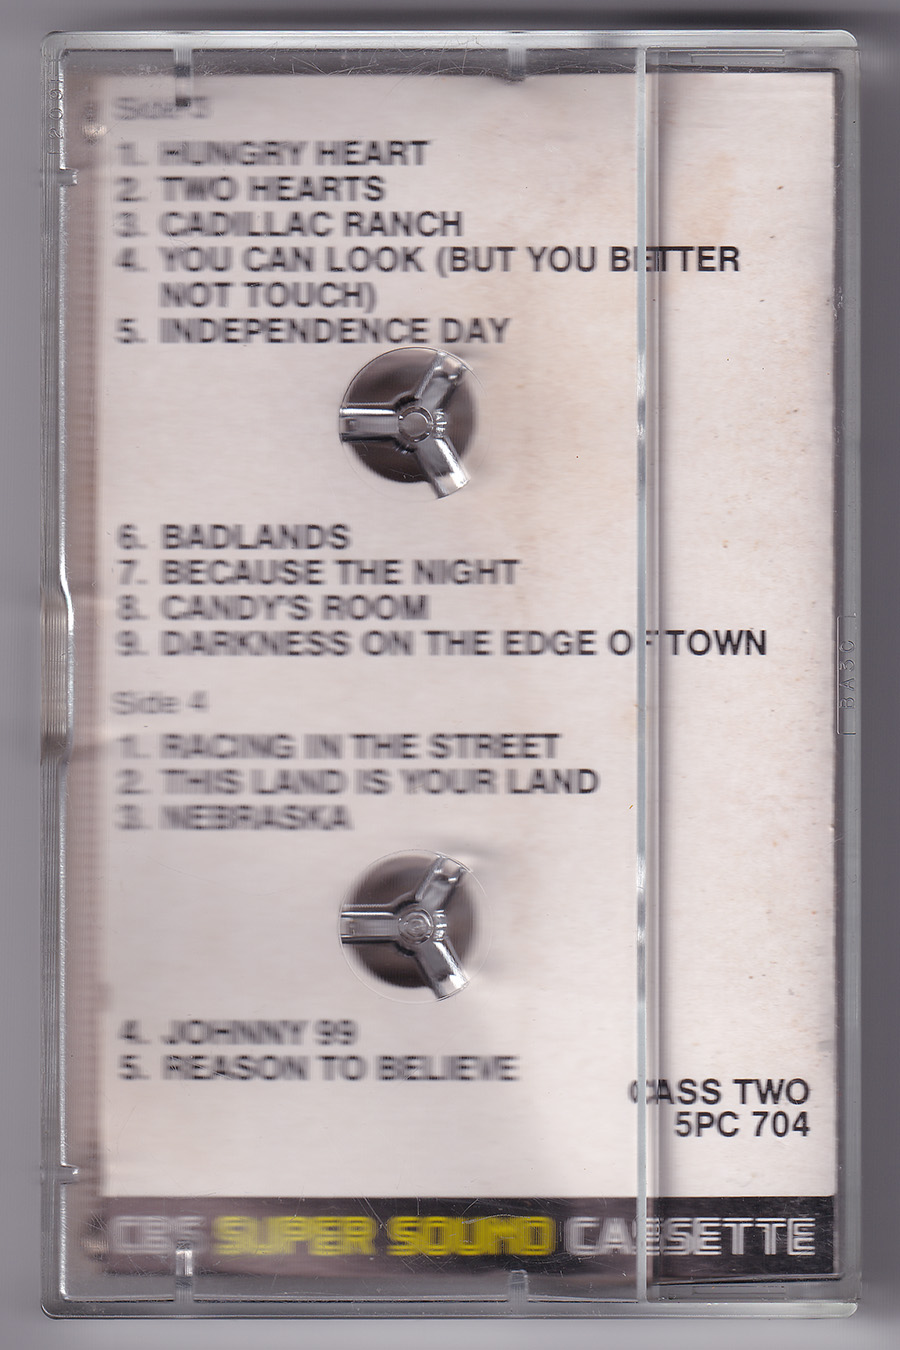 Side 3
1. HUNGRY HEART
2. TWO HEARTS
3. CADILLAC RANCH
4. YOU CAN LOOK (BUT YOU BETTER
NOT TOUCH)
5. INDEPENDENCE DAY
6. BADLANDS
7. BECAUSE THE NIGHT
8. CANDY'S ROOM
9. DARKNESS ON THE EDGE OF TOWN
BASC
Side 4
1. RACING IN THE STREET
2. THIS LAND IS YOUR LAND
3. NEBRASKA
4. JOHNNY 99
5. REASON TO BELIEVE
CASS TWO
5PC 704
CBS SUPER SOUND CASSETTE